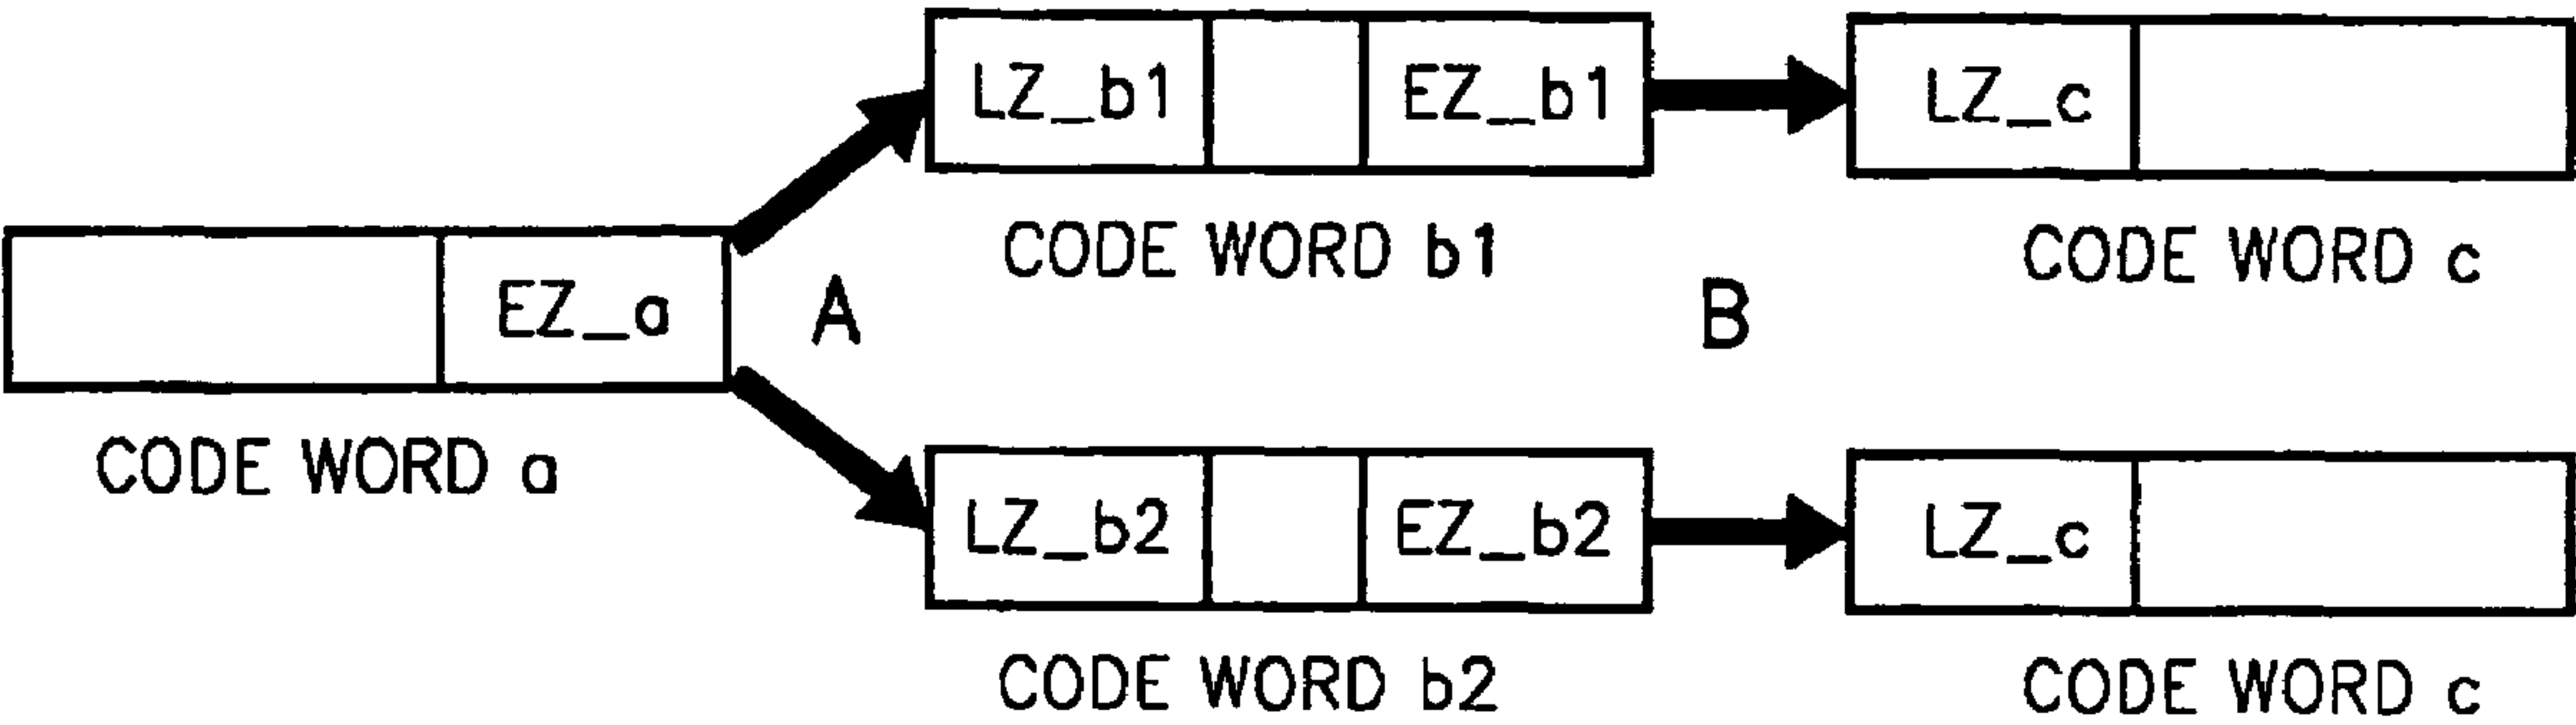 LZ_b1 EZ_b1 LZ_c
CODE WORD b1 CODE WORD c
EZ_a A B
CODE WORD a
LZ_b2 EZ_b2 LZ_c
CODE WORD b2 CODE WORD c